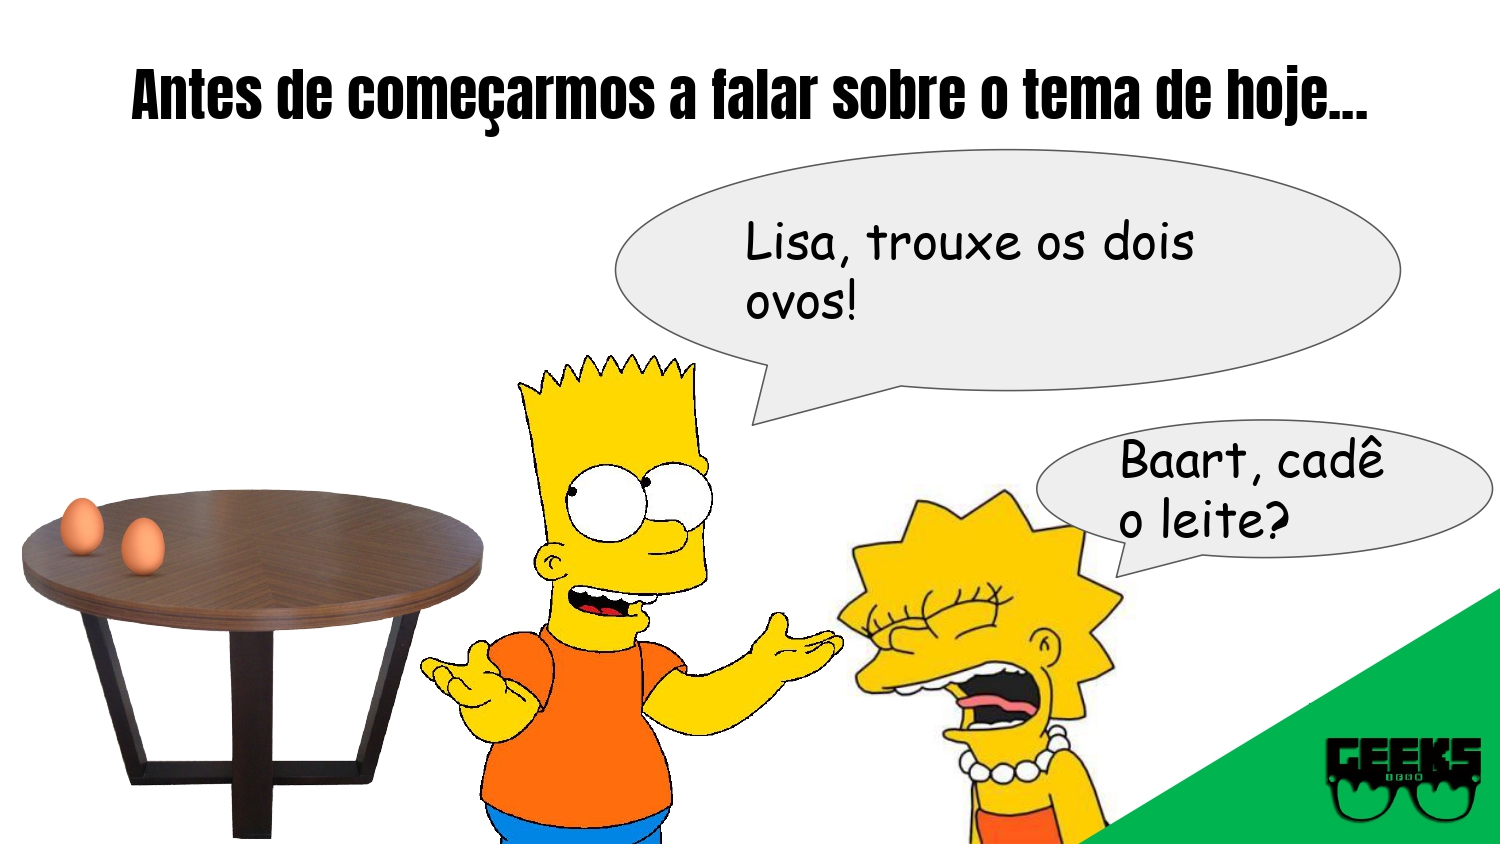 Antes de começarmos a falar sobre o tema de hoje...
Lisa, trouxe os dois
ovos!
Baart, cadê
o leite?
GEEKS